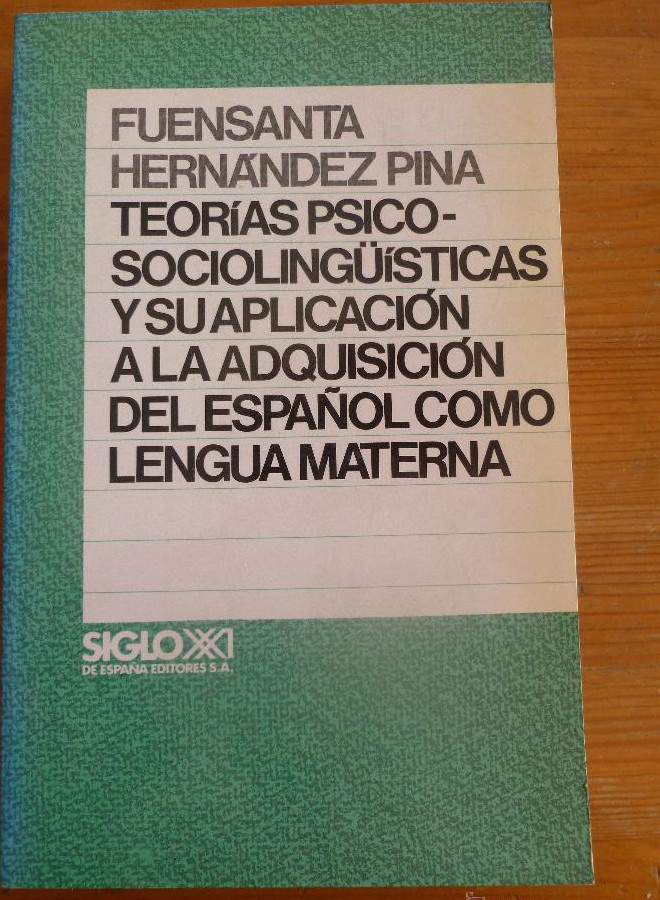 FUENSANTA
HERNÁNDEZ PINA
TEORÍAS PSICO-
SOCIOLINGÜÍSTICAS
Y SU APLICACIÓN
A LA ADQUISICIÓN
DEL ESPAÑOL COMO
LENGUA MATERNA
SIGLO XXI
DE ESPAÑA EDITORES S.A.